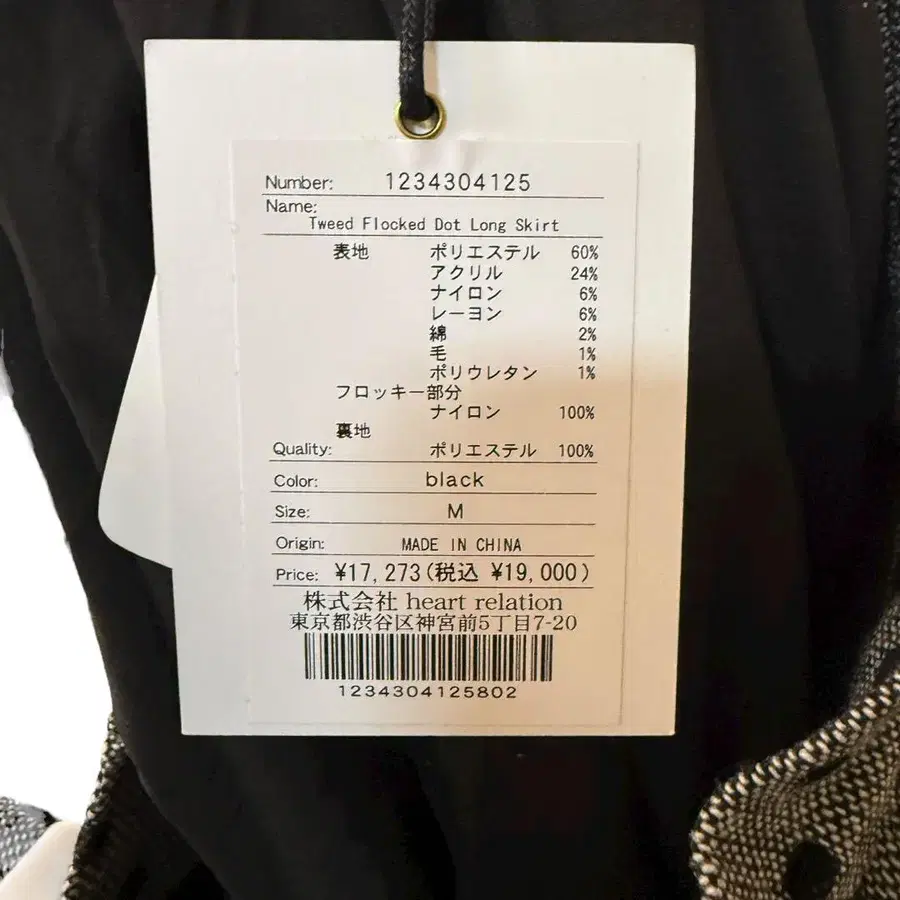 Number: 1234304125
Name:
Tweed Flocked Dot Long Skirt
表地 ポリエステル 60%
アクリル 24%
ナイロン 6%
レーヨン 6%
綿 2%
毛 1%
ポリウレタン 1%
フロッキー部分
ナイロン 100%
裏地
Quality: ポリエステル 100%
Color: black
Size: M
Origin: MADE IN CHINA
Price: ¥17,273(税込 ¥19,000)
株式会社 heart relation
東京都渋谷区神宮前5丁目7-20
1234304125802